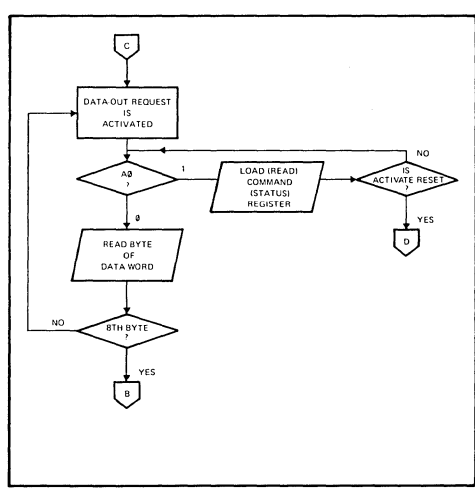 C
DATA-OUT REQUEST
IS
ACTIVATED
NO
A0
?
1
LOAD (READ)
COMMAND
(STATUS)
REGISTER
IS
ACTIVATE RESET
?
0
YES
READ BYTE
OF
DATA WORD
D
NO
8TH BYTE
?
YES
B